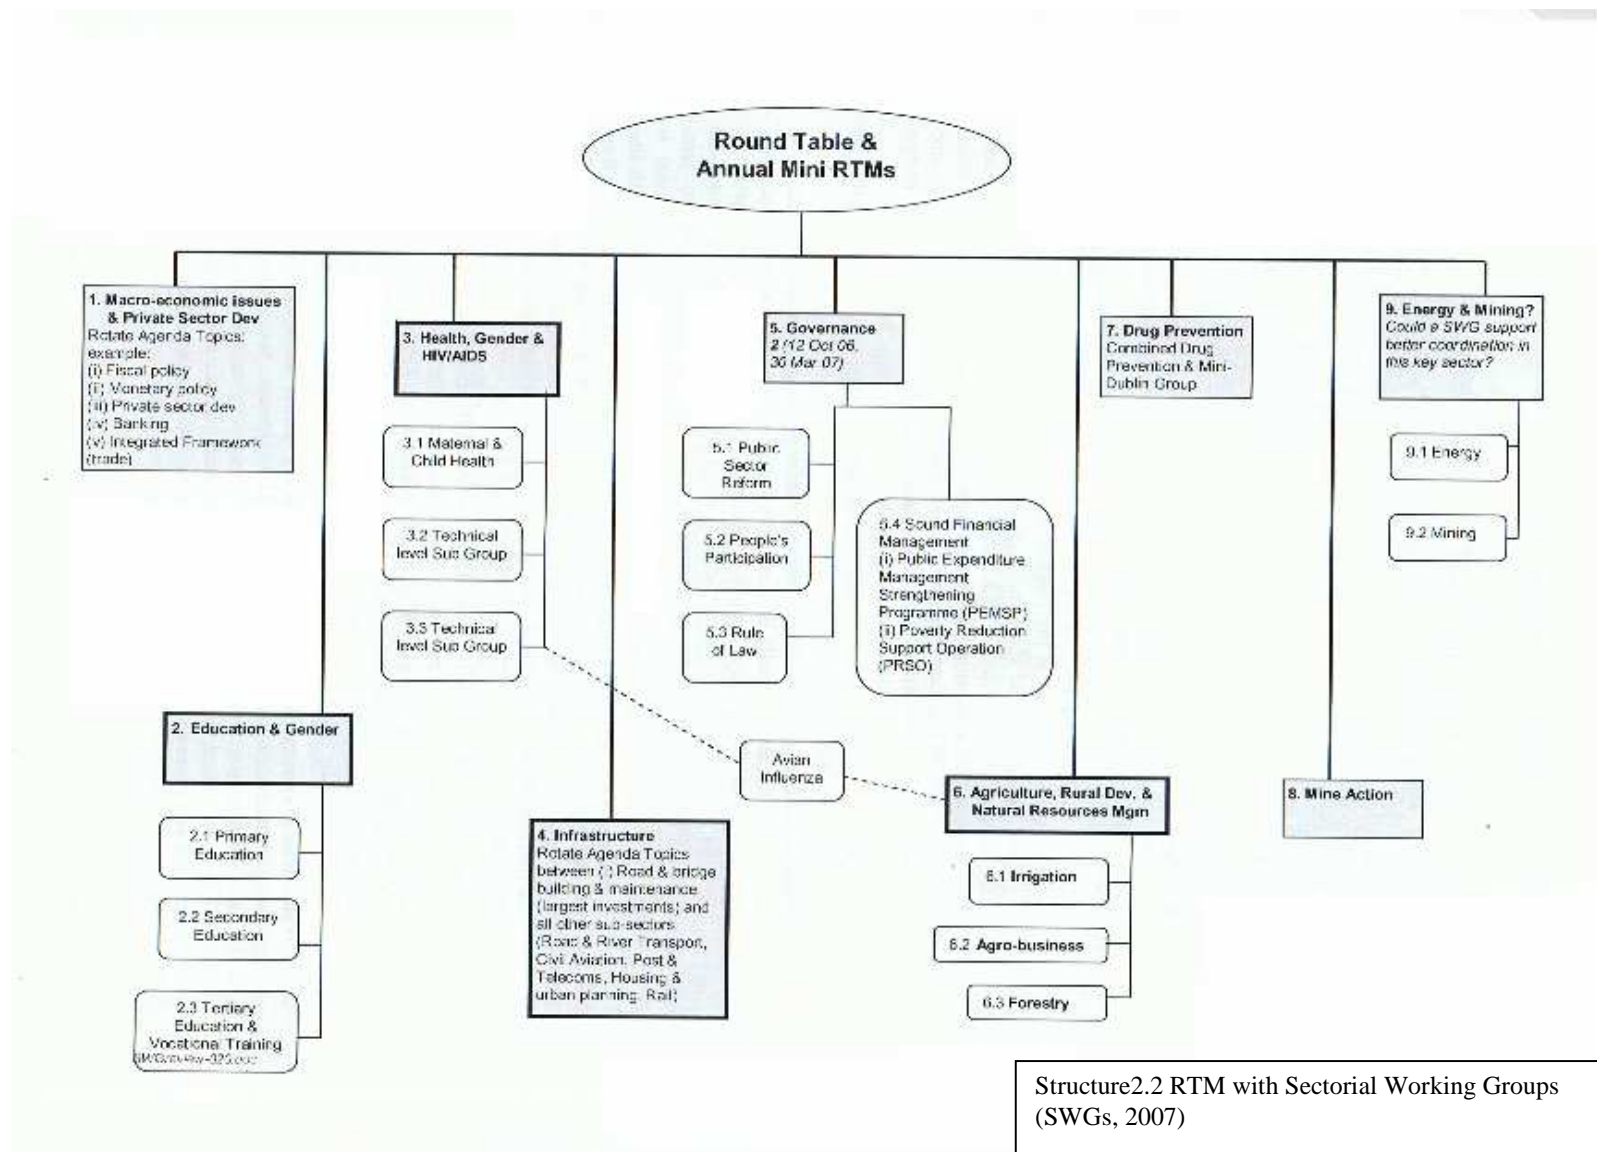 Round Table &
Annual Mini RTMs
1. Macro-economic issues
& Private Sector Dev
Rotate Agenda Topics:
example:
(i) Fiscal policy
(ii) Monetary policy
(iii) Private sector dev
(iv) Banking
(v) Integrated Framework
(trade)
2. Education & Gender
2.1 Primary
Education
2.2 Secondary
Education
2.3 Tertiary
Education &
Vocational Training
3. Health, Gender &
HIV/AIDS
3.1 Maternal &
Child Health
3.2 Technical
level Sub Group
3.3 Technical
level Sub Group
Avian
Influenza
4. Infrastructure
Rotate Agenda Topics
between (i) Road & bridge
building & maintenance
(largest investments) and
all other sub-sectors
(Road & River Transport,
Civil Aviation, Post &
Telecoms, Housing &
urban planning, Rail)
5. Governance
2 (12 Oct 06,
30 Mar 07)
5.1 Public
Sector
Reform
5.2 People's
Participation
5.3 Rule
of Law
5.4 Sound Financial
Management
(i) Public Expenditure
Management
Strengthening
Programme (PEMSP)
(ii) Poverty Reduction
Support Operation
(PRSO)
6. Agriculture, Rural Dev. &
Natural Resources Mgm
6.1 Irrigation
6.2 Agro-business
6.3 Forestry
7. Drug Prevention
Combined Drug
Prevention & Mini-
Dublin Group
8. Mine Action
9. Energy & Mining?
Could a SWG support
better coordination in
this key sector?
9.1 Energy
9.2 Mining
Structure2.2 RTM with Sectorial Working Groups
(SWGs, 2007)